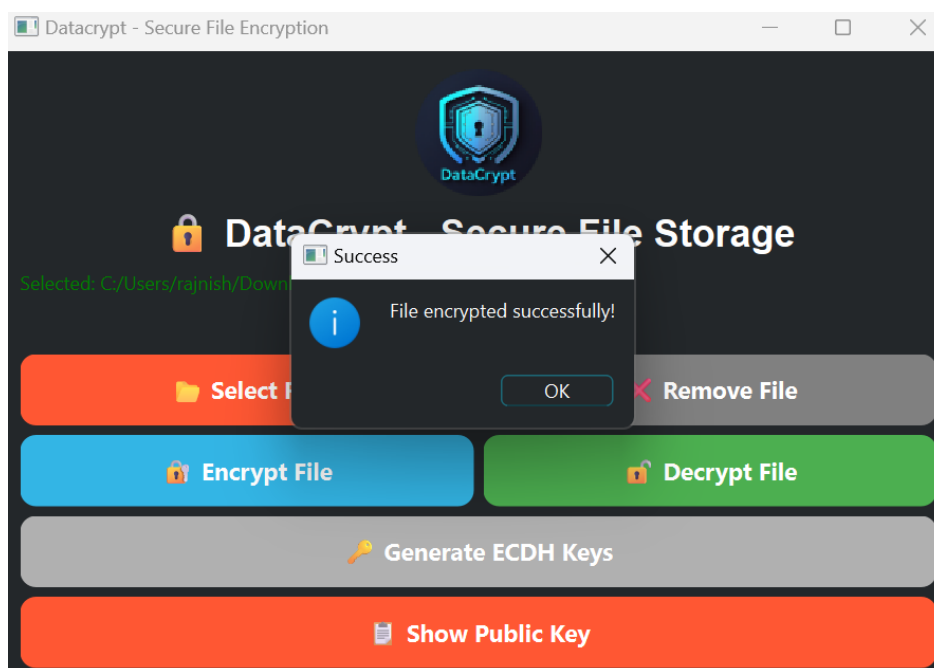 Datacrypt - Secure File Encryption
DataCrypt
DataCrypt - Secure File Storage
Selected: C:/Users/rajnish/Down
Success
File encrypted successfully!
OK
Select
Remove File
Encrypt File
Decrypt File
Generate ECDH Keys
Show Public Key